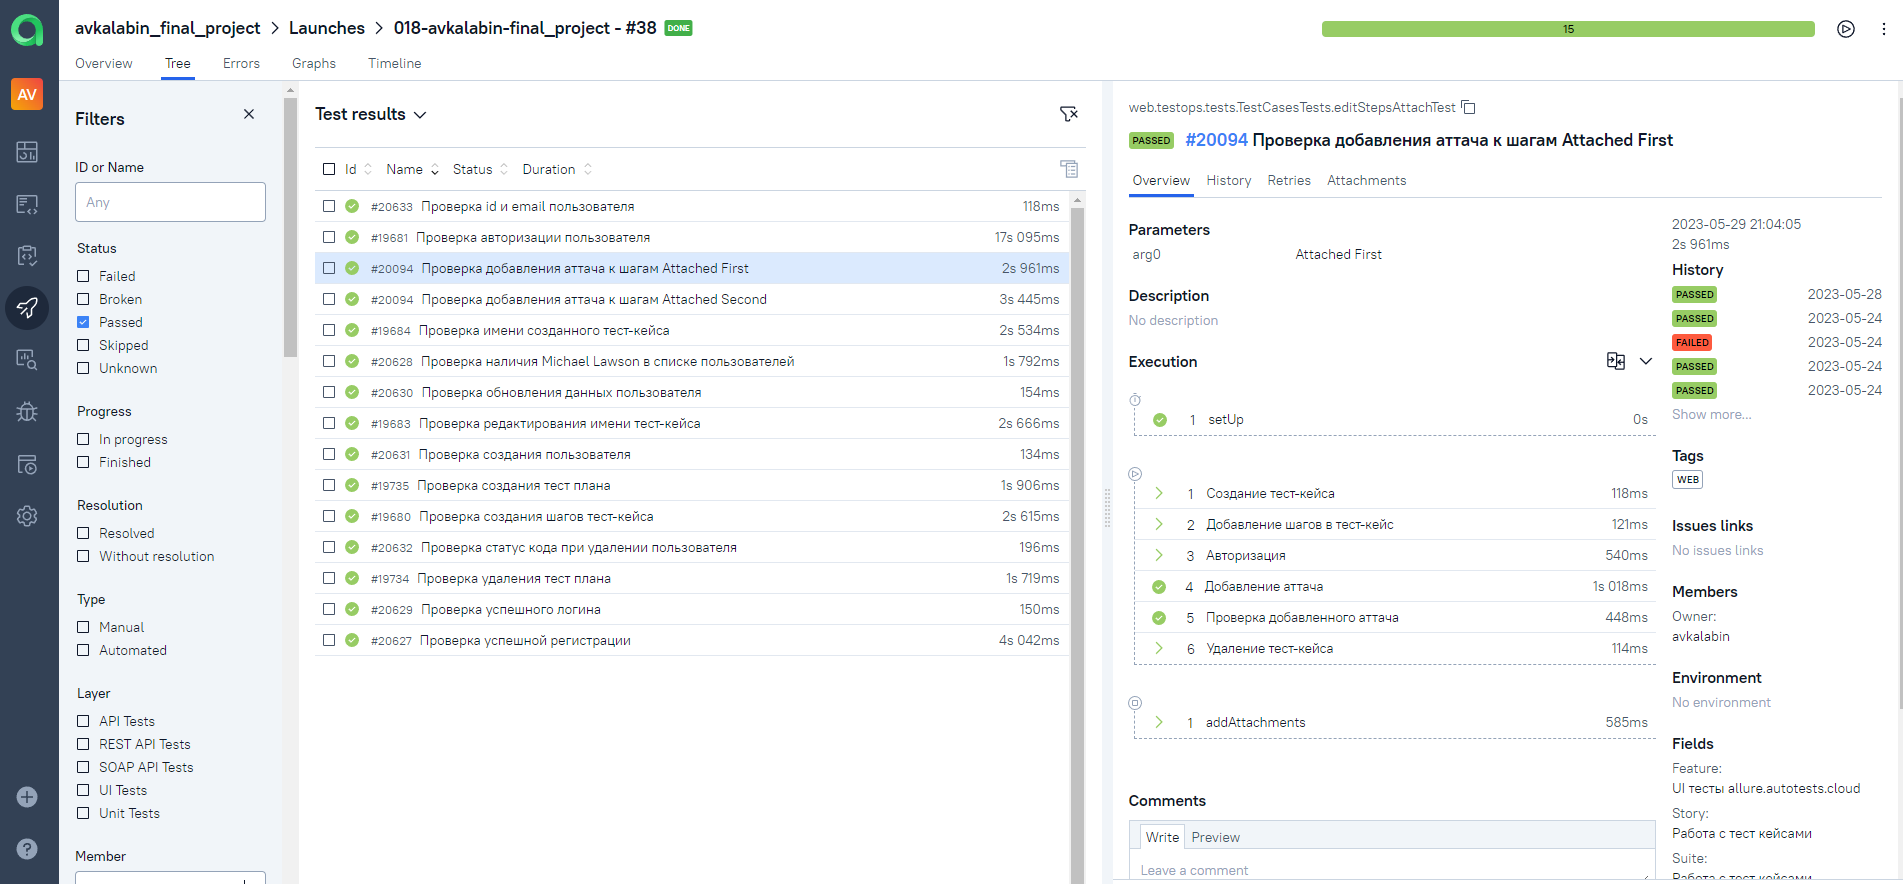 avkalabin_final_project > Launches > 018-avkalabin-final_project - #38 DONE
15
Overview Tree Errors Graphs Timeline
AV
Filters
ID or Name
Any
Status
Failed
Broken
Passed
Skipped
Unknown
Progress
In progress
Finished
Resolution
Resolved
Without resolution
Type
Manual
Automated
Layer
API Tests
REST API Tests
SOAP API Tests
UI Tests
Unit Tests
Member
Test results
Id Name Status Duration
#20633 Проверка id и email пользователя 118ms
#19681 Проверка авторизации пользователя 17s 095ms
#20094 Проверка добавления аттача к шагам Attached First 2s 961ms
#20094 Проверка добавления аттача к шагам Attached Second 3s 445ms
#19684 Проверка имени созданного тест-кейса 2s 534ms
#20628 Проверка наличия Michael Lawson в списке пользователей 1s 792ms
#20630 Проверка обновления данных пользователя 154ms
#19683 Проверка редактирования имени тест-кейса 2s 666ms
#20631 Проверка создания пользователя 134ms
#19735 Проверка создания тест плана 1s 906ms
#19680 Проверка создания шагов тест-кейса 2s 615ms
#20632 Проверка статус кода при удалении пользователя 196ms
#19734 Проверка удаления тест плана 1s 719ms
#20629 Проверка успешного логина 150ms
#20627 Проверка успешной регистрации 4s 042ms
web.testops.tests.TestCasesTests.editStepsAttachTest
PASSED #20094 Проверка добавления аттача к шагам Attached First
Overview History Retries Attachments
Parameters
arg0 Attached First
Description
No description
Execution
1 setUp 0s
1 Создание тест-кейса 118ms
2 Добавление шагов в тест-кейс 121ms
3 Авторизация 540ms
4 Добавление аттача 1s 018ms
5 Проверка добавленного аттача 448ms
6 Удаление тест-кейса 114ms
1 addAttachments 585ms
Comments
Write Preview
Leave a comment
2023-05-29 21:04:05
2s 961ms
History
PASSED 2023-05-28
PASSED 2023-05-24
FAILED 2023-05-24
PASSED 2023-05-24
PASSED 2023-05-24
Show more...
Tags
WEB
Issues links
No issues links
Members
Owner:
avkalabin
Environment
No environment
Fields
Feature:
UI тесты allure.autotests.cloud
Story:
Работа с тест кейсами
Suite:
Работа с тест кейсами